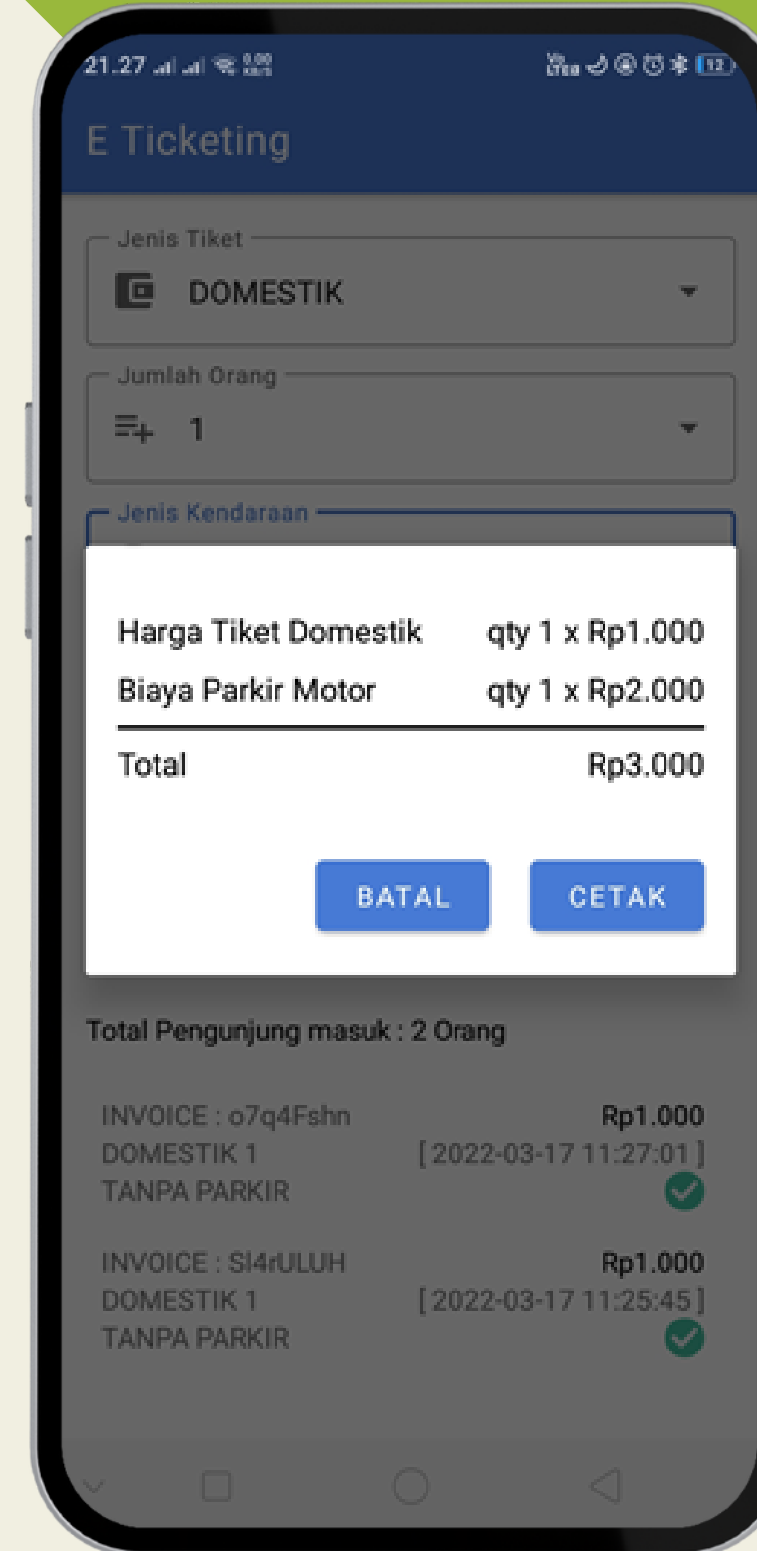 21.27
E Ticketing
Jenis Tiket
DOMESTIK
Jumlah Orang
1
Jenis Kendaraan
Harga Tiket Domestik qty 1 x Rp1.000
Biaya Parkir Motor qty 1 x Rp2.000
Total Rp3.000
BATAL CETAK
Total Pengunjung masuk : 2 Orang
INVOICE : o7q4Fshn Rp1.000
DOMESTIK 1 [ 2022-03-17 11:27:01 ]
TANPA PARKIR
INVOICE : Sl4rULUH Rp1.000
DOMESTIK 1 [ 2022-03-17 11:25:45 ]
TANPA PARKIR